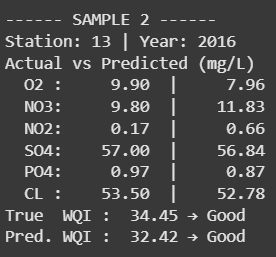 ------ SAMPLE 2 ------
Station: 13 | Year: 2016
Actual vs Predicted (mg/L)
O2 : 9.90 | 7.96
NO3: 9.80 | 11.83
NO2: 0.17 | 0.66
SO4: 57.00 | 56.84
PO4: 0.97 | 0.87
CL : 53.50 | 52.78
True WQI : 34.45 → Good
Pred. WQI : 32.42 → Good